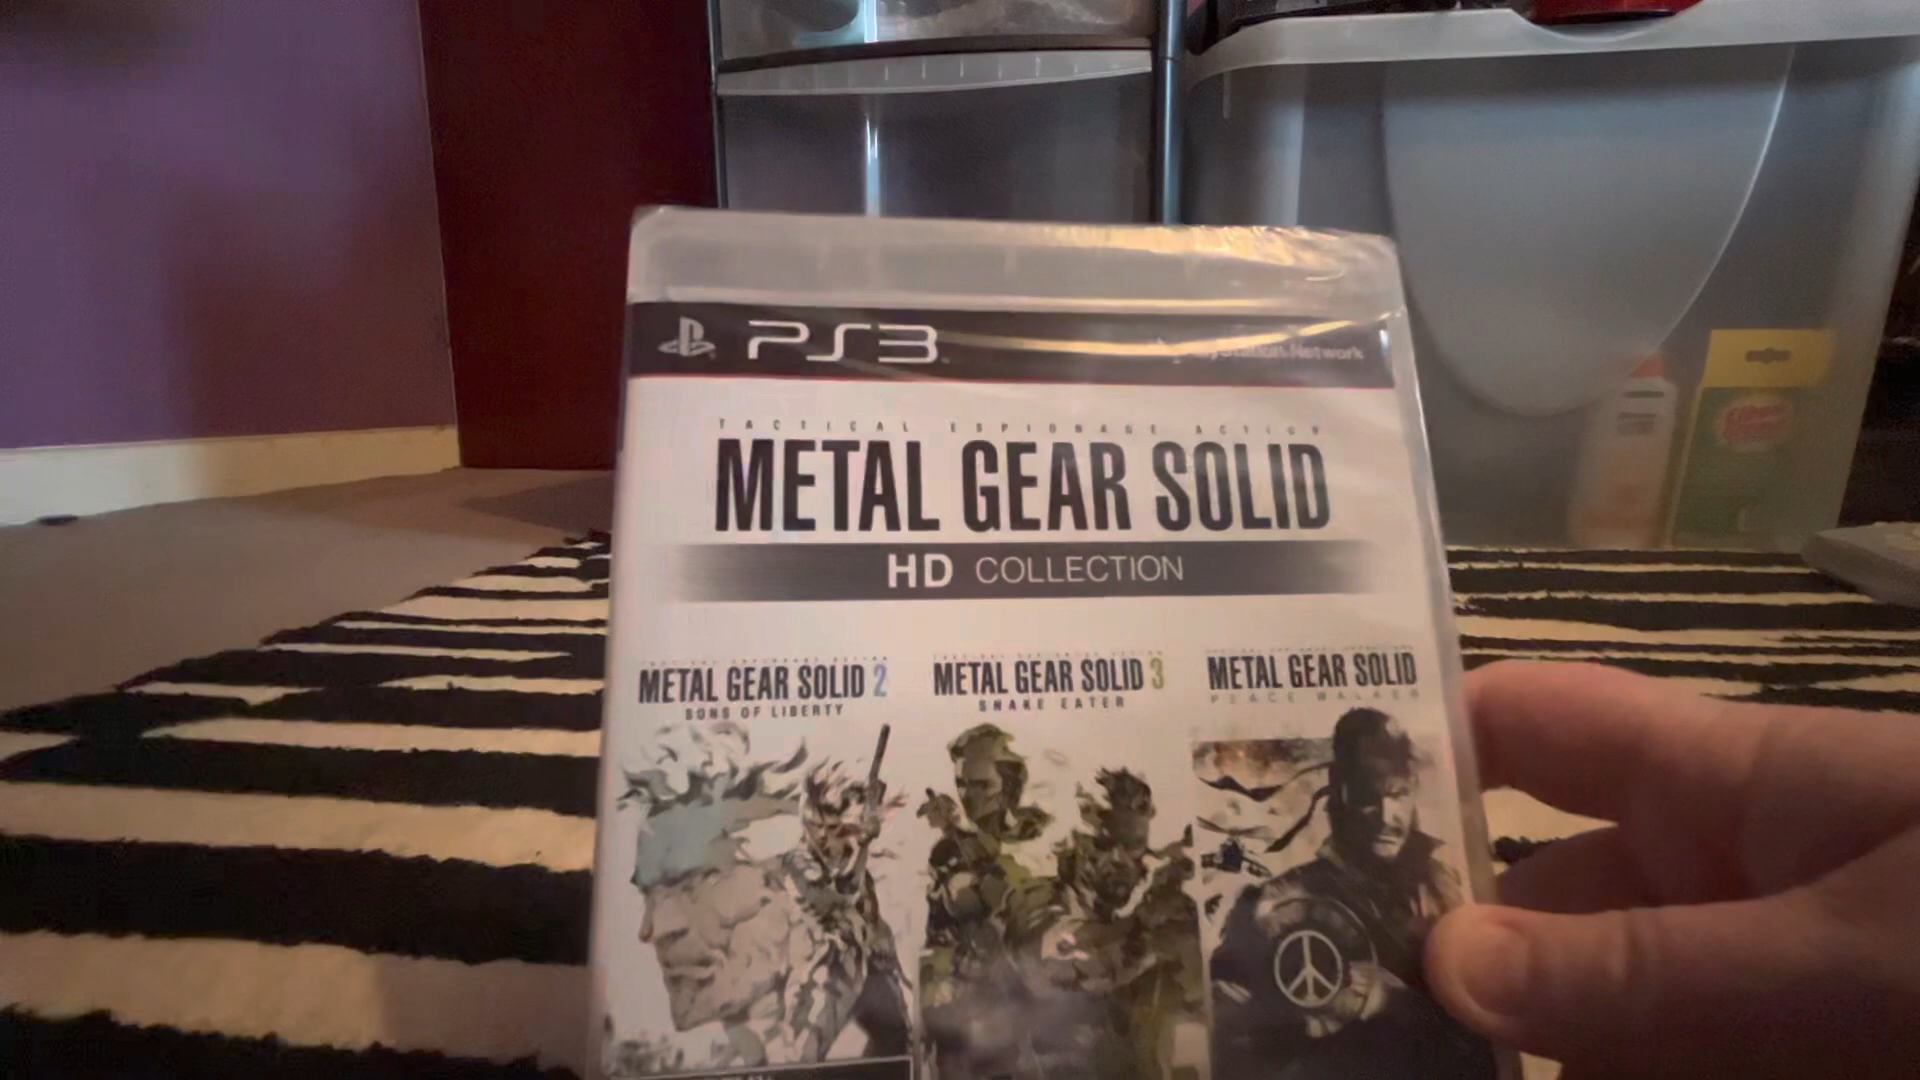 PS3
PlayStation Network
TACTICAL ESPIONAGE ACTION
METAL GEAR SOLID
HD COLLECTION
METAL GEAR SOLID 2
SONS OF LIBERTY
METAL GEAR SOLID 3
SNAKE EATER
METAL GEAR SOLID
PEACE WALKER